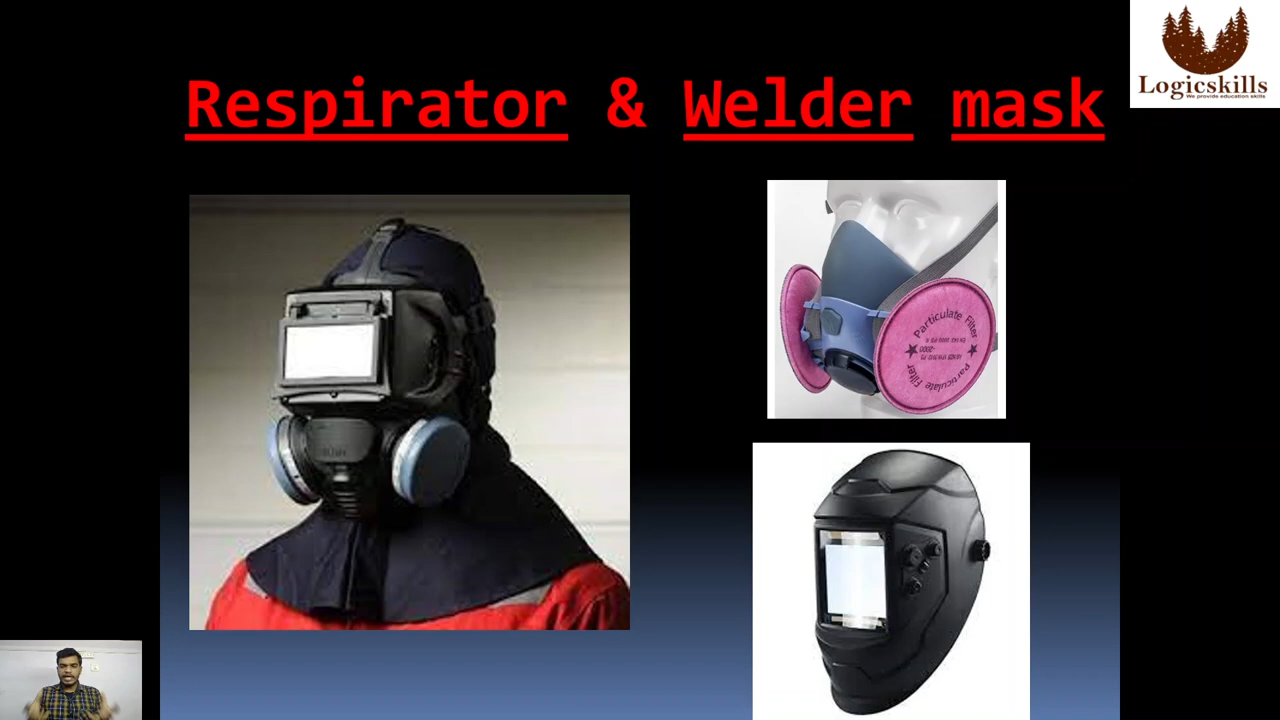 Respirator & Welder mask
Logicskills
We provide education skills
Particulate Filter
Particulate Filter